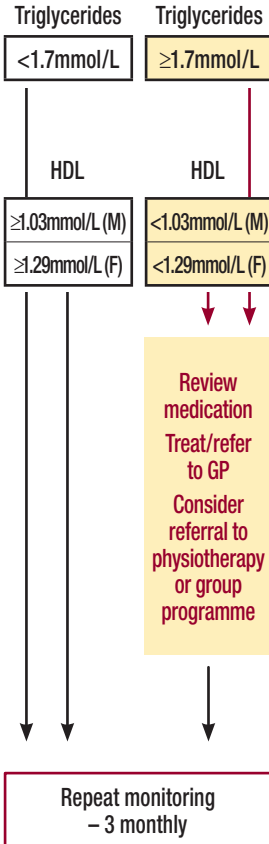 Triglycerides
<1.7mmol/L
HDL
≥1.03mmol/L (M)
≥1.29mmol/L (F)
Triglycerides
≥1.7mmol/L
HDL
<1.03mmol/L (M)
<1.29mmol/L (F)
Review
medication
Treat/refer
to GP
Consider
referral to
physiotherapy
or group
programme
Repeat monitoring
– 3 monthly